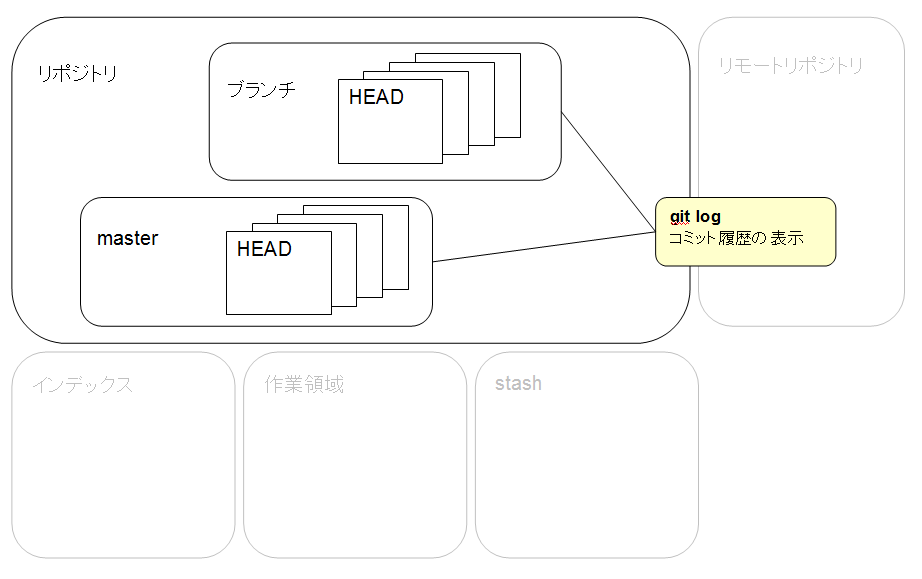 リポジトリ
ブランチ
HEAD
リモートリポジトリ
master
HEAD
git log
コミット履歴の表示
インデックス
作業領域
stash